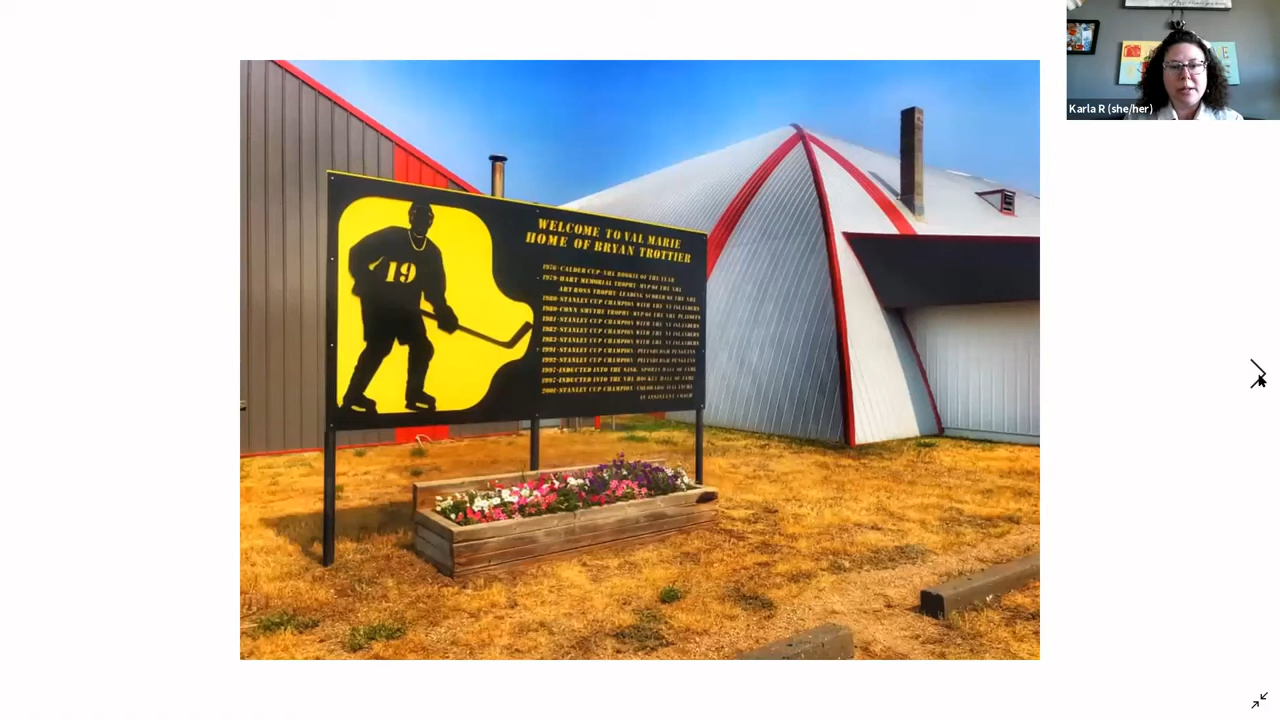 Karla R (she/her)
WELCOME TO VAL MARIE
HOME OF BRYAN TROTTIER
19
1976-CALDER CUP-NHL ROOKIE OF THE YEAR
1979-HART MEMORIAL TROPHY-MVP OF THE NHL
ART ROSS TROPHY-LEADING SCORER OF THE NHL
1980-STANLEY CUP CHAMPION WITH THE NY ISLANDERS
1980-CONN SMYTHE TROPHY-MVP OF THE NHL PLAYOFFS
1981-STANLEY CUP CHAMPION WITH THE NY ISLANDERS
1982-STANLEY CUP CHAMPION WITH THE NY ISLANDERS
1983-STANLEY CUP CHAMPION WITH THE NY ISLANDERS
1991-STANLEY CUP CHAMPION-PITTSBURGH PENGUINS
1992-STANLEY CUP CHAMPION-PITTSBURGH PENGUINS
1997-INDUCTED INTO THE SASK. SPORTS HALL OF FAME
1997-INDUCTED INTO THE NHL HOCKEY HALL OF FAME
2001-STANLEY CUP CHAMPION-COLORADO AVALANCHE
AS ASSISTANT COACH